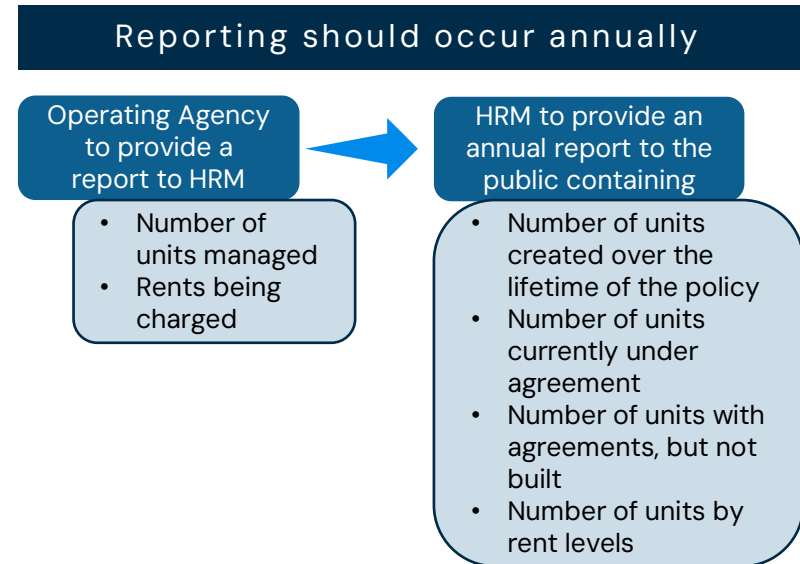 Reporting should occur annually
Operating Agency
to provide a
report to HRM
• Number of
units managed
• Rents being
charged
HRM to provide an
annual report to the
public containing
• Number of units
created over the
lifetime of the policy
• Number of units
currently under
agreement
• Number of units with
agreements, but not
built
• Number of units by
rent levels